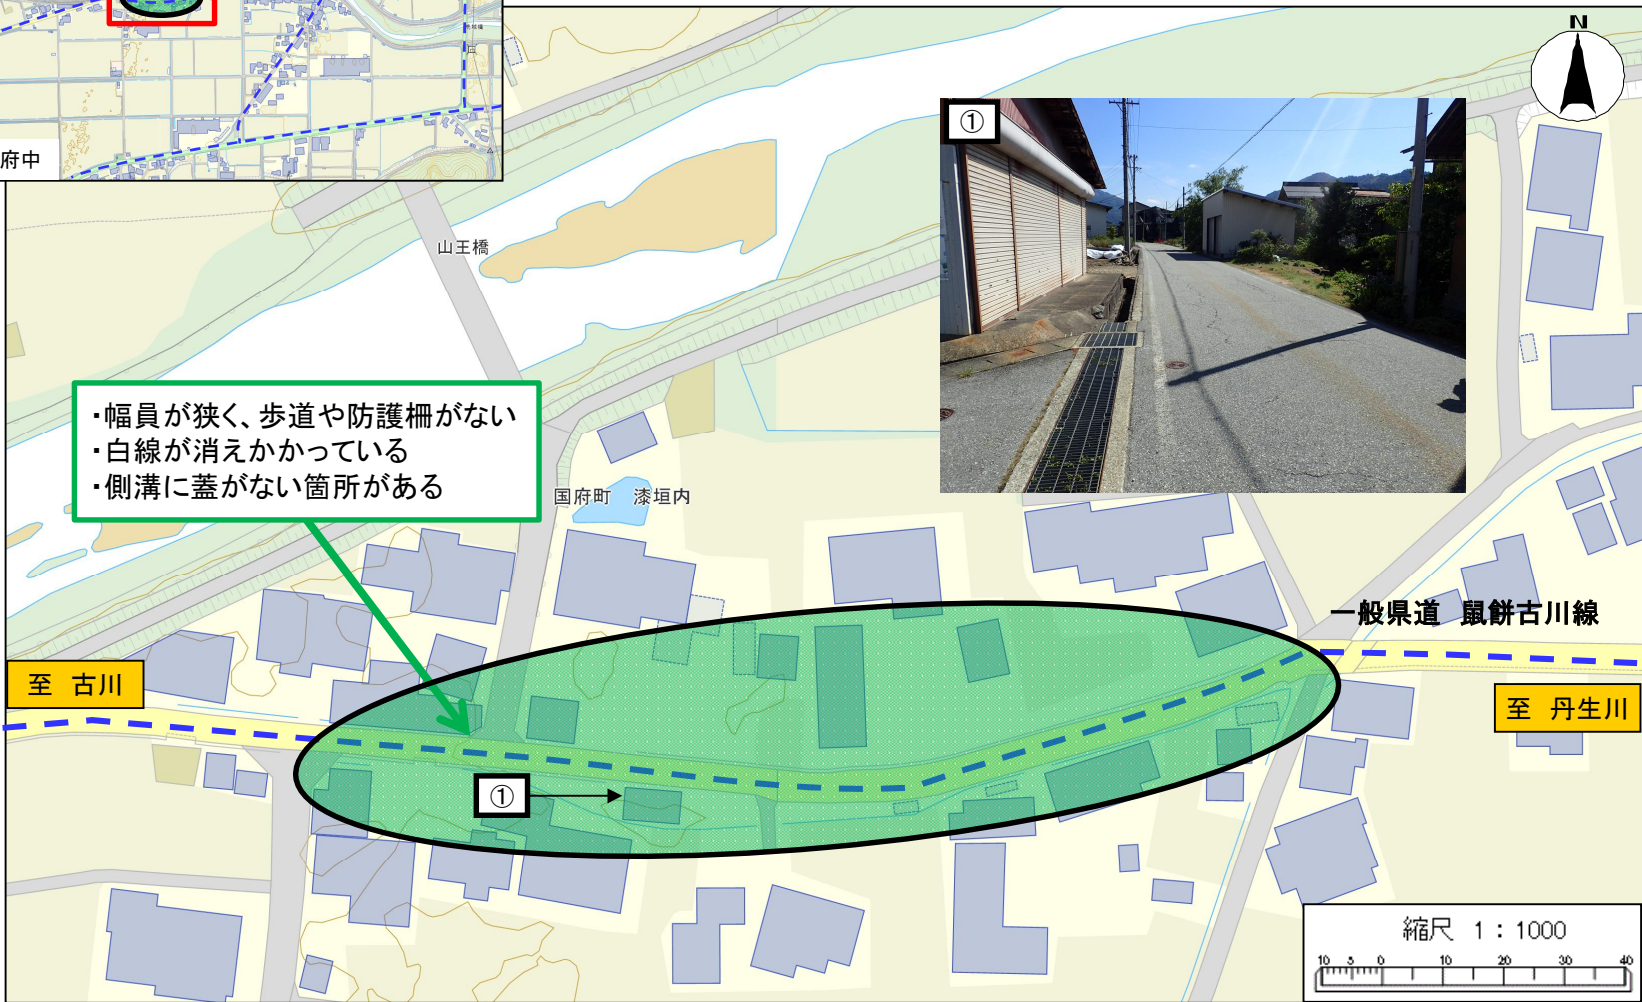 府中
N
①
山王橋
・幅員が狭く、歩道や防護柵がない
・白線が消えかかっている
・側溝に蓋がない箇所がある
国府町 漆垣内
一般県道 鼠餅古川線
至 古川
至 丹生川
①
縮尺 1：1000
10 5 0 10 20 30 40